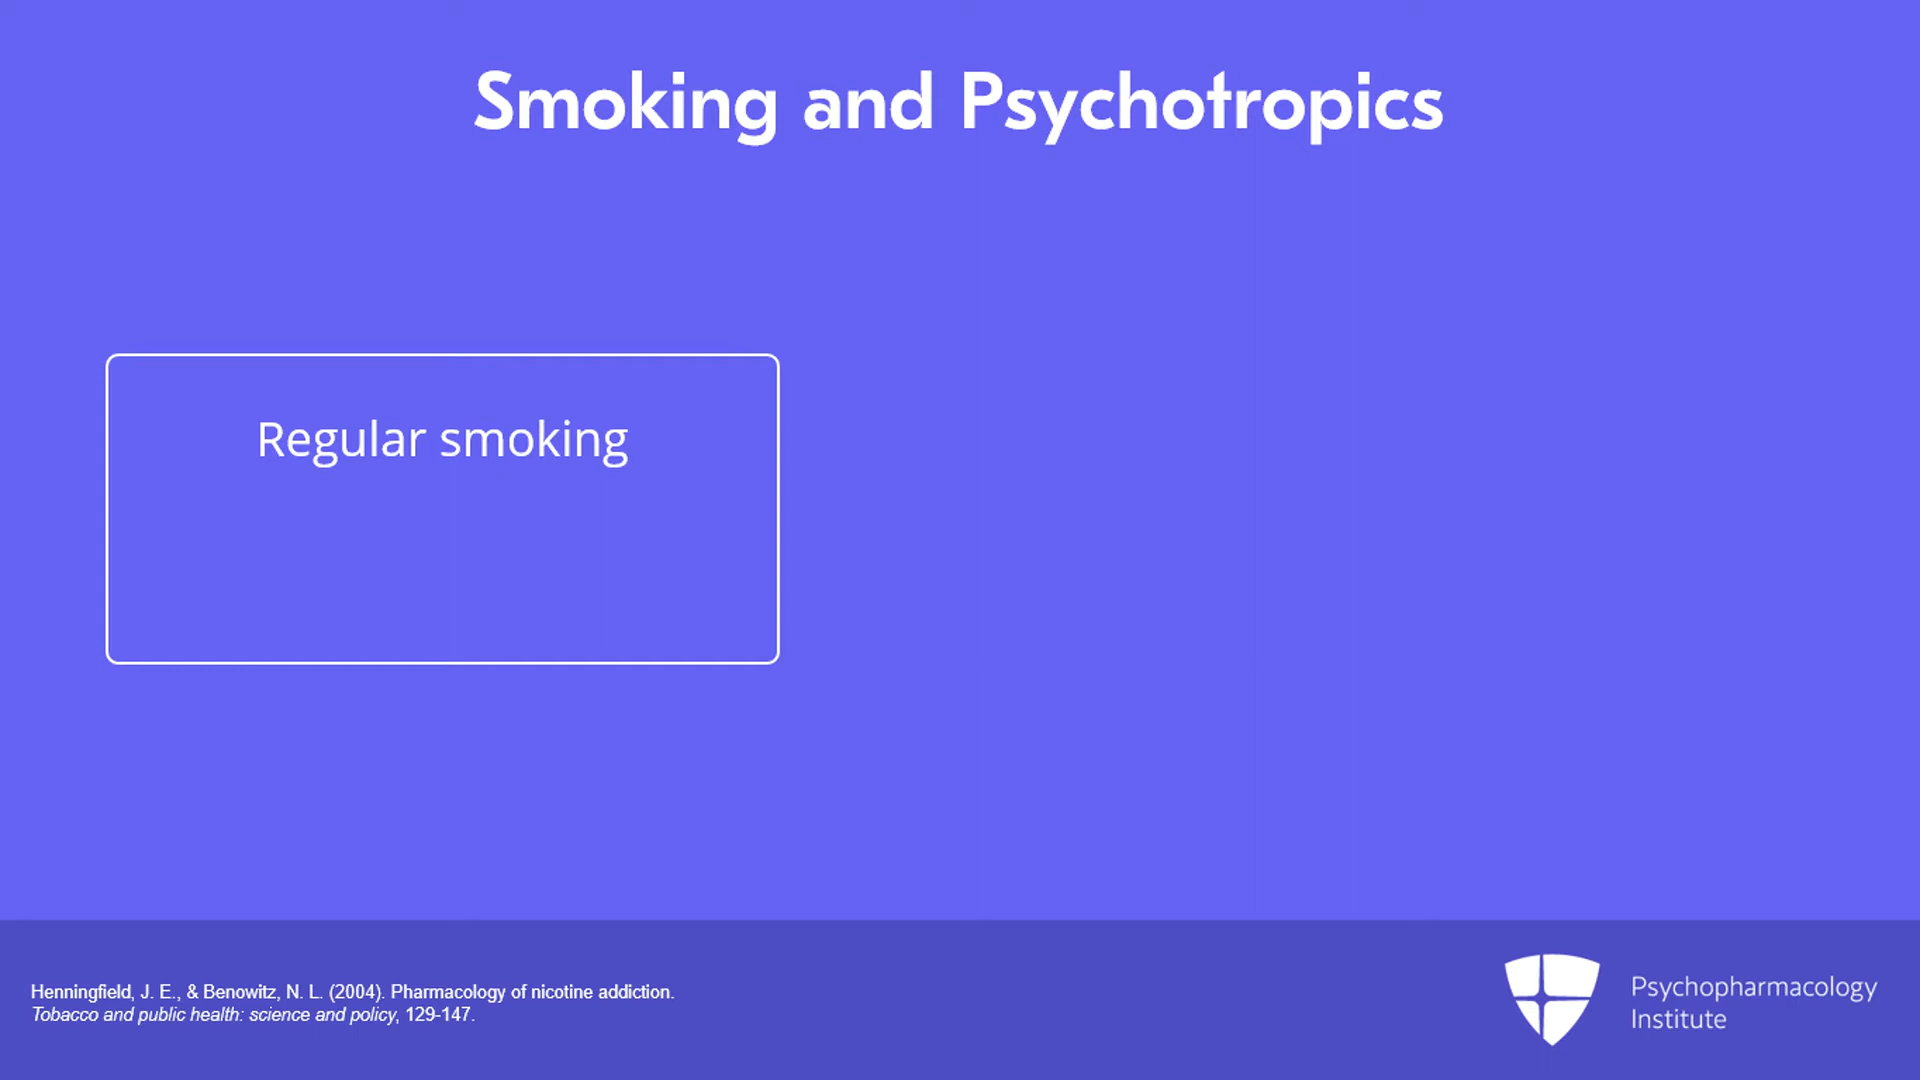 Smoking and Psychotropics
Regular smoking
Henningfield, J. E., & Benowitz, N. L. (2004). Pharmacology of nicotine addiction.
Tobacco and public health: science and policy, 129-147.
Psychopharmacology
Institute